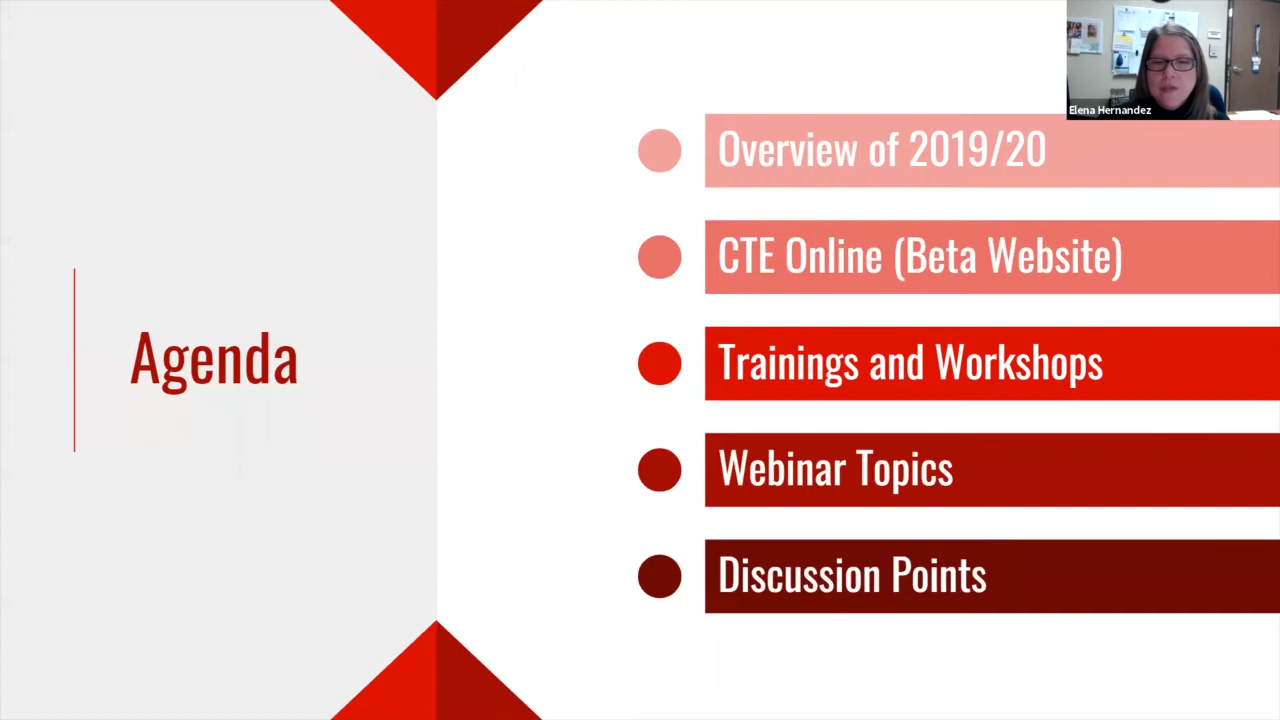 Elena Hernandez
Overview of 2019/20
CTE Online (Beta Website)
Agenda
Trainings and Workshops
Webinar Topics
Discussion Points